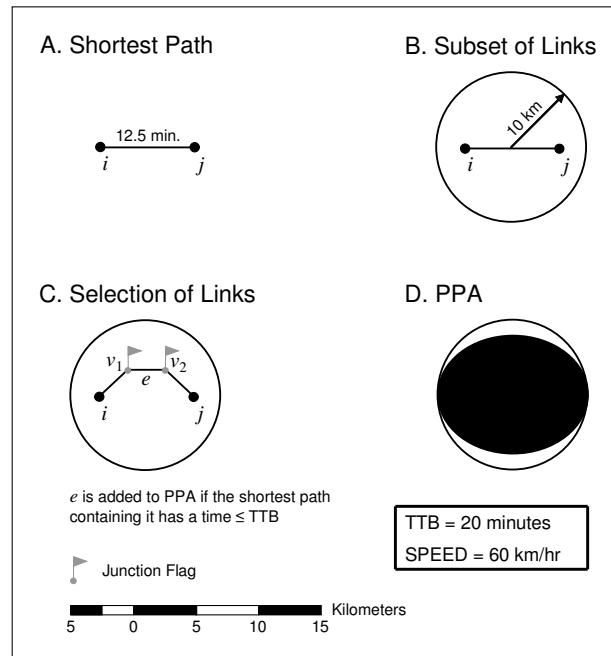 A. Shortest Path
12.5 min.
i
j
B. Subset of Links
10 km
i
j
C. Selection of Links
v1
v2
e
i
j
e is added to PPA if the shortest path
containing it has a time ≤ TTB
Junction Flag
Kilometers
5 0 5 10 15
D. PPA
TTB = 20 minutes
SPEED = 60 km/hr